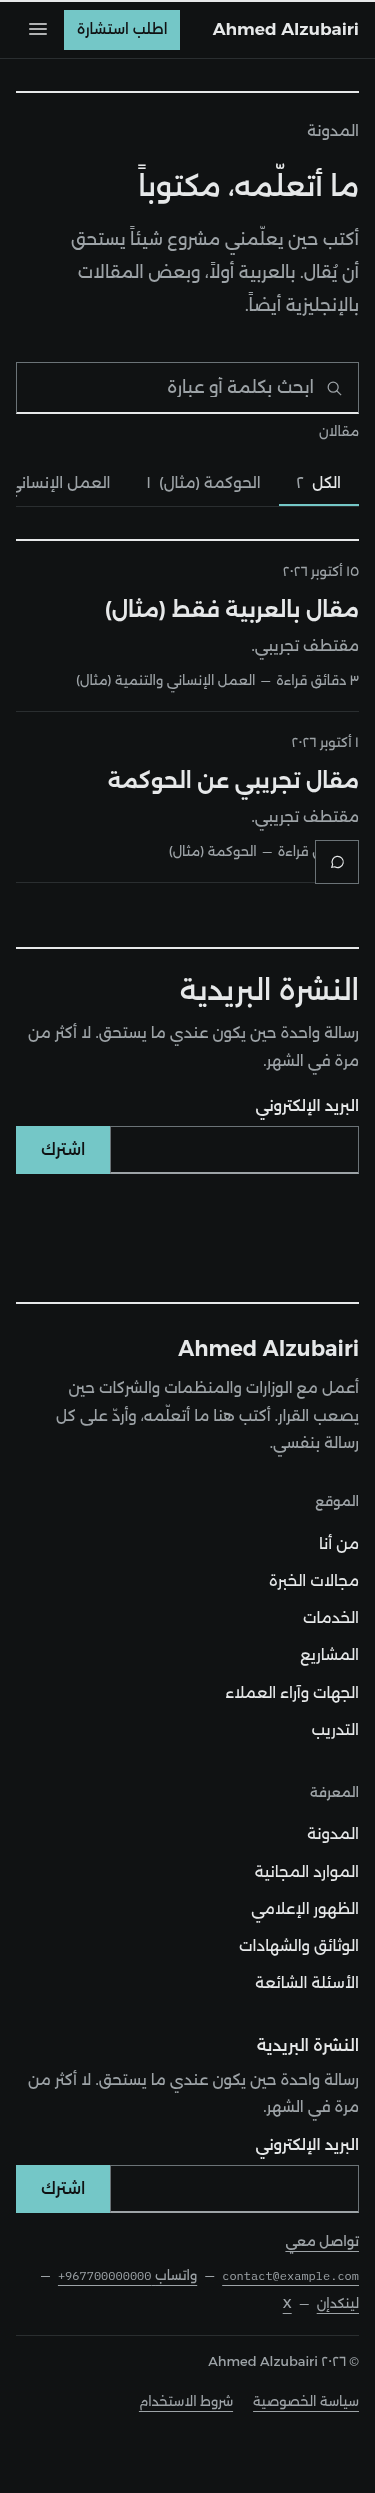 Ahmed Alzubairi
اطلب استشارة
المدونة
ما أتعلّمه، مكتوباً
أكتب حين يعلّمني مشروع شيئاً يستحق
أن يُقال. بالعربية أولاً، وبعض المقالات
بالإنجليزية أيضاً.
ابحث بكلمة أو عبارة
مقالان
الكل ٢ الحوكمة (مثال) ١ العمل الإنساني
١٥ أكتوبر ٢٠٢٦
مقال بالعربية فقط (مثال)
مقتطف تجريبي.
٣ دقائق قراءة — العمل الإنساني والتنمية (مثال)
١ أكتوبر ٢٠٢٦
مقال تجريبي عن الحوكمة
مقتطف تجريبي.
قراءة — الحوكمة (مثال)
النشرة البريدية
رسالة واحدة حين يكون عندي ما يستحق. لا أكثر من
مرة في الشهر.
البريد الإلكتروني
اشترك
Ahmed Alzubairi
أعمل مع الوزارات والمنظمات والشركات حين
يصعب القرار. أكتب هنا ما أتعلّمه، وأردّ على كل
رسالة بنفسي.
الموقع
من أنا
مجالات الخبرة
الخدمات
المشاريع
الجهات وآراء العملاء
التدريب
المعرفة
المدونة
الموارد المجانية
الظهور الإعلامي
الوثائق والشهادات
الأسئلة الشائعة
النشرة البريدية
رسالة واحدة حين يكون عندي ما يستحق. لا أكثر من
مرة في الشهر.
البريد الإلكتروني
اشترك
تواصل معي
contact@example.com — واتساب +967700000000 —
لينكدإن — X
© ٢٠٢٦ Ahmed Alzubairi
سياسة الخصوصية شروط الاستخدام